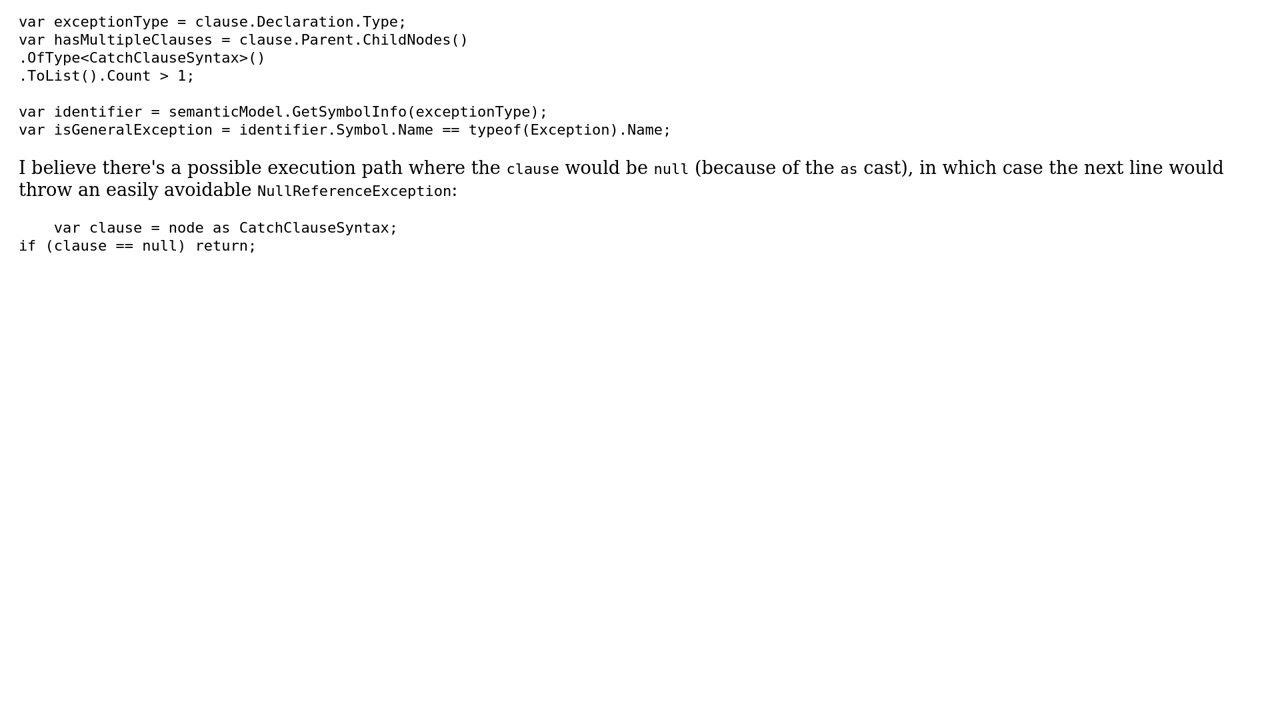 var exceptionType = clause.Declaration.Type;
var hasMultipleClauses = clause.Parent.ChildNodes()
.OfType<CatchClauseSyntax>()
.ToList().Count > 1;

var identifier = semanticModel.GetSymbolInfo(exceptionType);
var isGeneralException = identifier.Symbol.Name == typeof(Exception).Name;

I believe there's a possible execution path where the clause would be null (because of the as cast), in which case the next line would
throw an easily avoidable NullReferenceException:

    var clause = node as CatchClauseSyntax;
if (clause == null) return;